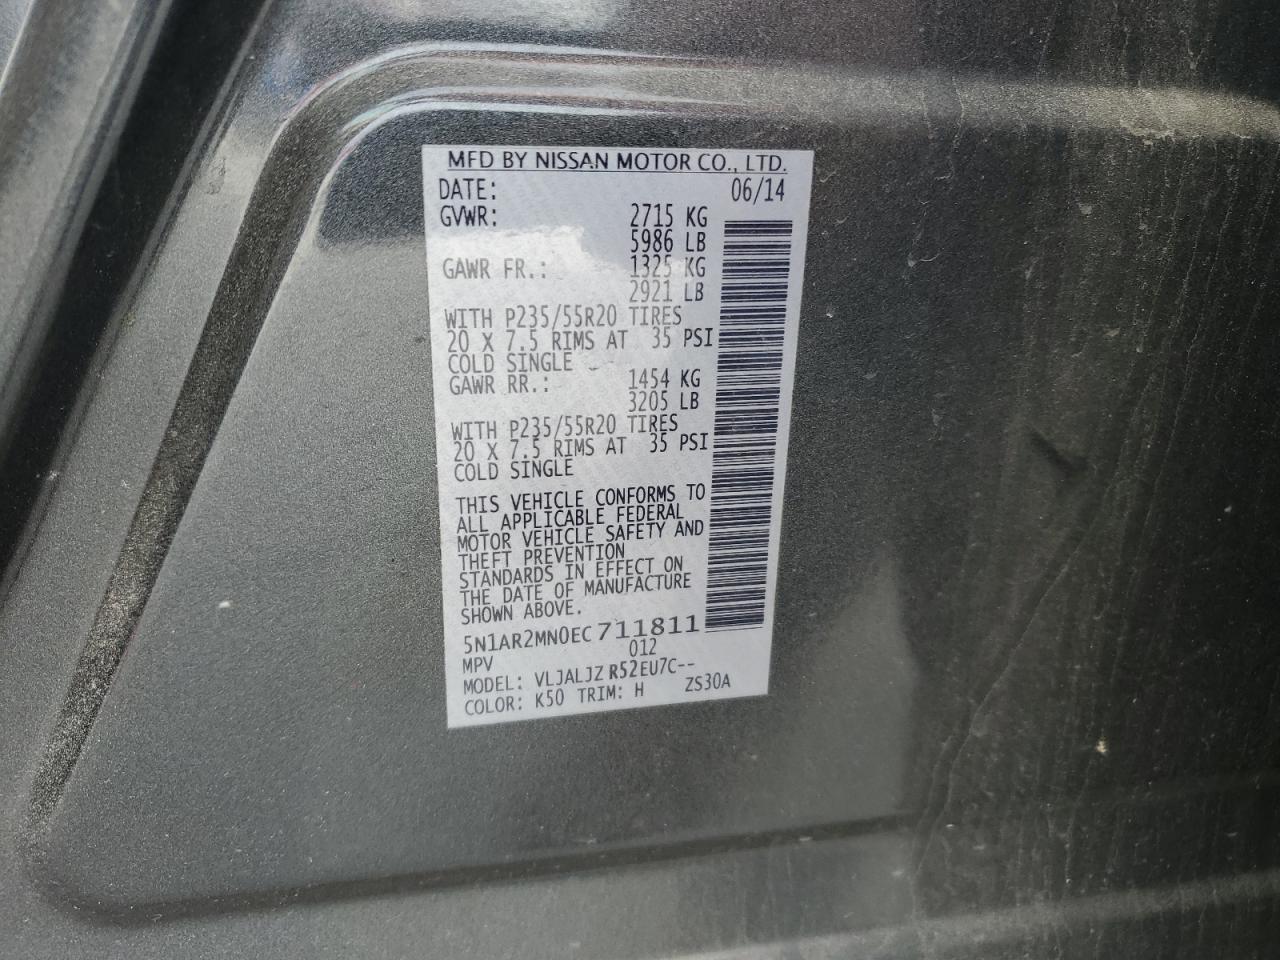 MFD BY NISSAN MOTOR CO., LTD.
DATE: 06/14
GVWR: 2715 KG
5986 LB
GAWR FR.: 1325 KG
2921 LB
WITH P235/55R20 TIRES
20 X 7.5 RIMS AT 35 PSI
COLD SINGLE
GAWR RR.: 1454 KG
3205 LB
WITH P235/55R20 TIRES
20 X 7.5 RIMS AT 35 PSI
COLD SINGLE
THIS VEHICLE CONFORMS TO
ALL APPLICABLE FEDERAL
MOTOR VEHICLE SAFETY AND
THEFT PREVENTION
STANDARDS IN EFFECT ON
THE DATE OF MANUFACTURE
SHOWN ABOVE.
5N1AR2MN0EC 711811
MPV 012
MODEL: VLJALJZ R52EU7C--
COLOR: K50 TRIM: H ZS30A